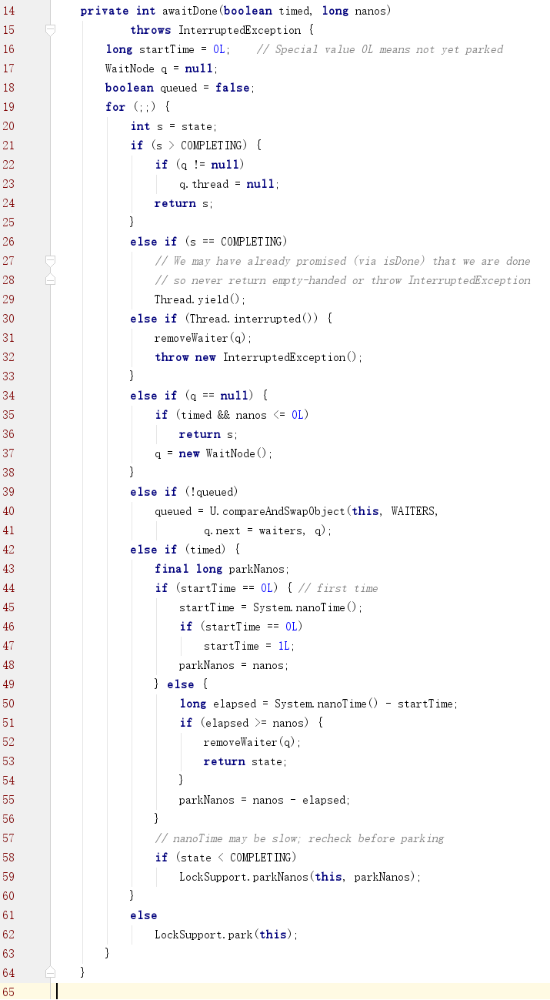 14 private int awaitDone(boolean timed, long nanos)
15 throws InterruptedException {
16 long startTime = 0L; // Special value 0L means not yet parked
17 WaitNode q = null;
18 boolean queued = false;
19 for (;;) {
20 int s = state;
21 if (s > COMPLETING) {
22 if (q != null)
23 q.thread = null;
24 return s;
25 }
26 else if (s == COMPLETING)
27 // We may have already promised (via isDone) that we are done
28 // so never return empty-handed or throw InterruptedException
29 Thread.yield();
30 else if (Thread.interrupted()) {
31 removeWaiter(q);
32 throw new InterruptedException();
33 }
34 else if (q == null) {
35 if (timed && nanos <= 0L)
36 return s;
37 q = new WaitNode();
38 }
39 else if (!queued)
40 queued = U.compareAndSwapObject(this, WAITERS,
41 q.next = waiters, q);
42 else if (timed) {
43 final long parkNanos;
44 if (startTime == 0L) { // first time
45 startTime = System.nanoTime();
46 if (startTime == 0L)
47 startTime = 1L;
48 parkNanos = nanos;
49 } else {
50 long elapsed = System.nanoTime() - startTime;
51 if (elapsed >= nanos) {
52 removeWaiter(q);
53 return state;
54 }
55 parkNanos = nanos - elapsed;
56 }
57 // nanoTime may be slow; recheck before parking
58 if (state < COMPLETING)
59 LockSupport.parkNanos(this, parkNanos);
60 }
61 else
62 LockSupport.park(this);
63 }
64 }
65